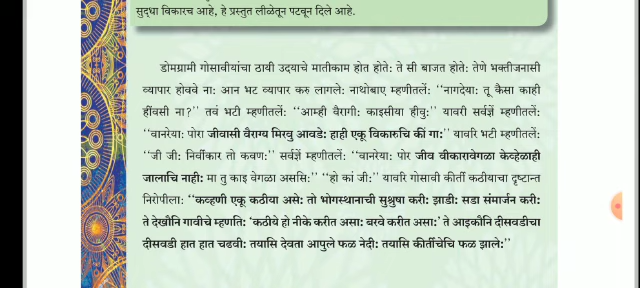 सुद्धा विकारच आहे, हे प्रस्तुत लीळेतून पटवून दिले आहे.
डोमग्रामी गोसावीयांचा ठायी उदयाचे मातीकाम होत होते: ते सी बाजत होते: तेणे भक्तीजनासी
व्यापार होववे नाः आन भट व्यापार करु लागले: नाथोबाए म्हणीतलें: “नागदेया: तू कैसा काही
हींवसी ना?” तवं भटी म्हणीतलें: “आम्ही वैरागी: काइसीया हीवु:” यावरी सर्वज्ञें म्हणीतलें:
“वानरेया: पोरा जीवासी वैराग्य मिरवु आवडे: हाही एकू विकारुचि कीं गा:” यावरि भटी म्हणीतलें:
“जी जी: निर्वीकार तो कवण:” सर्वज्ञें म्हणीतलें: “वानरेया: पोर जीव वीकारावेगळा केव्हेळाही
जालाचि नाही: मा तु काइ वेगळा अससि:” “हो कां जी:” यावरि गोसावी कीर्ती कठीयाचा दृष्टान्त
निरोपीला: “कव्हणी एकू कठीया असे: तो भोगस्थानाची सुश्रुषा करी: झाडी: सडा संमार्जन करी:
ते देखौनि गावीचे म्हणति: ‘कठीये हो नीके करीत असा: बरवे करीत असा:’ ते आइकौनि दीसवडीचा
दीसवडी हात हात चढवी: तयासि देवता आपुले फळ नेदी: तयासि कीर्तीचेचि फळ झाले:”